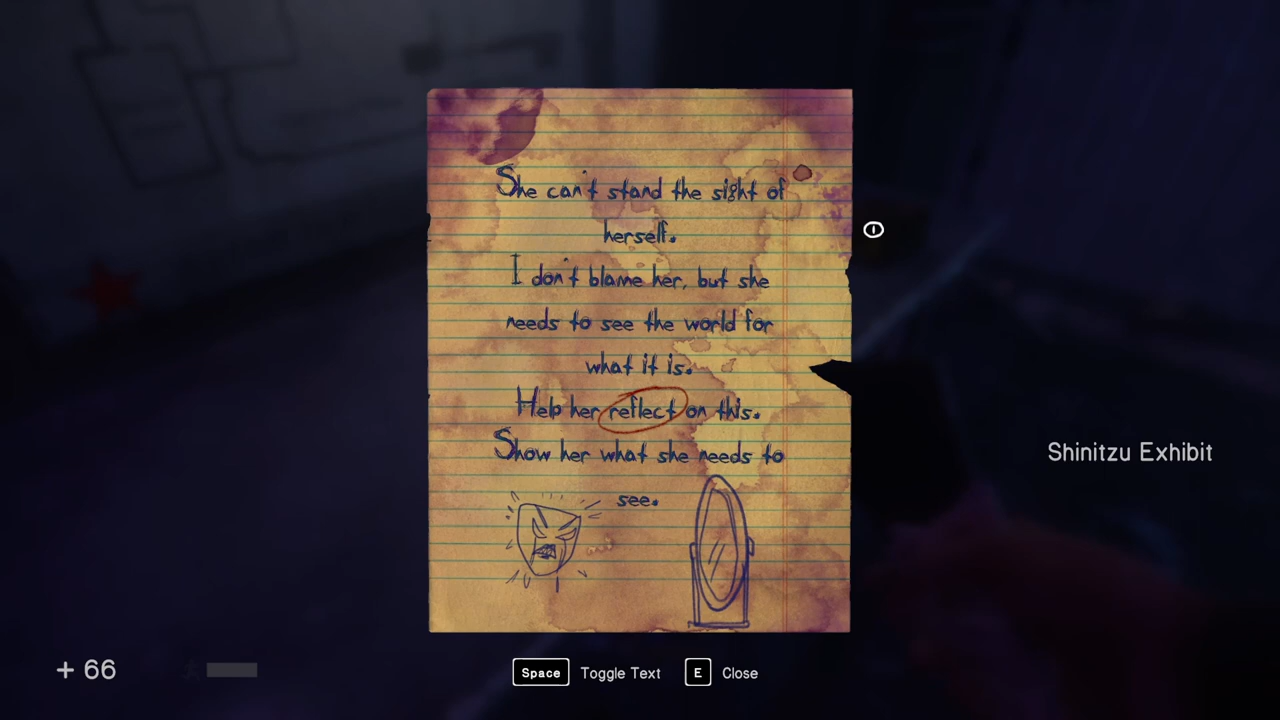 She can't stand the sight of
herself.
I don't blame her, but she
needs to see the world for
what it is.
Help her reflect on this.
Show her what she needs to
see.
Shinitzu Exhibit
+ 66
Space Toggle Text E Close